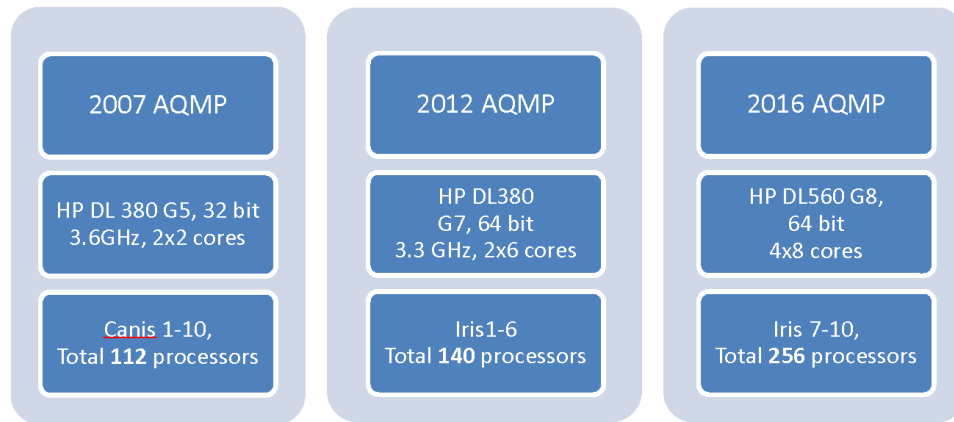 2007 AQMP
HP DL 380 G5, 32 bit
3.6GHz, 2x2 cores
Canis 1-10,
Total 112 processors
2012 AQMP
HP DL380
G7, 64 bit
3.3 GHz, 2x6 cores
Iris1-6
Total 140 processors
2016 AQMP
HP DL560 G8,
64 bit
4x8 cores
Iris 7-10,
Total 256 processors